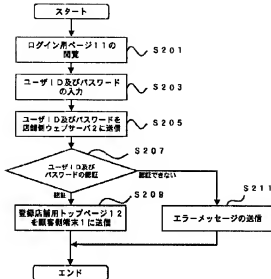 スタート
ログイン用ページ11の
閲覧
S201
ユーザID及びパスワード
の入力
S203
ユーザID及びパスワードを
店舗側ウェブサーバ2に送信
S205
S207
ユーザID及び
パスワードの認証
認証できない
認証
S209
S211
登録店舗用トップページ12
を顧客側端末1に送信
エラーメッセージの送信
エンド